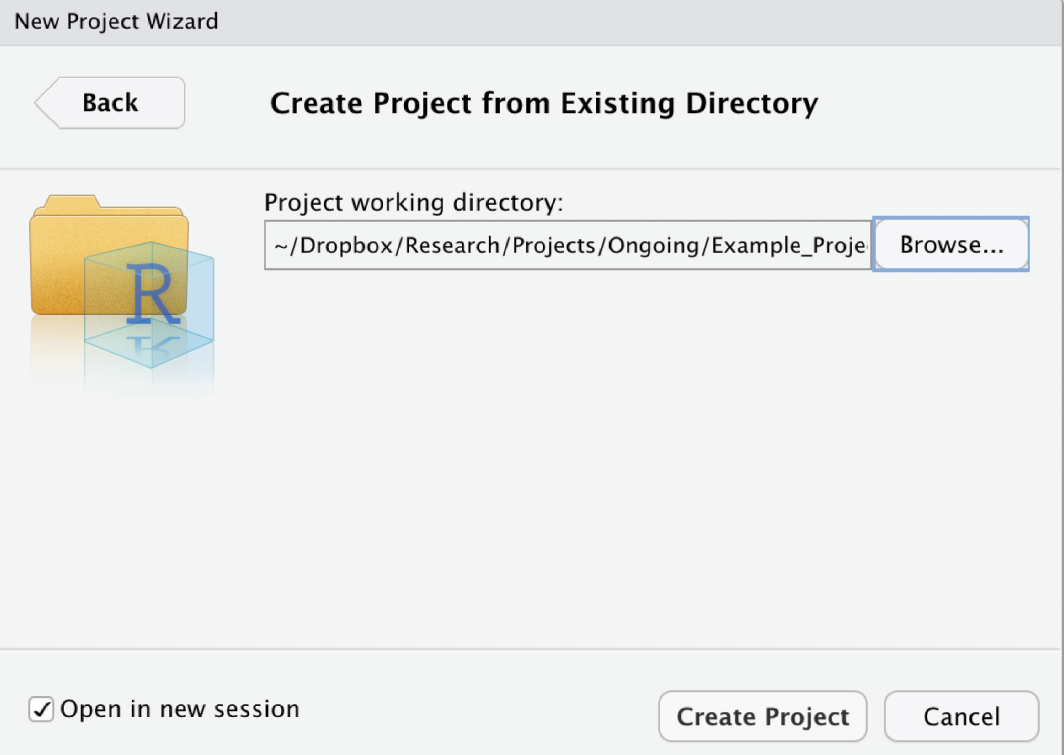 New Project Wizard
Back
Create Project from Existing Directory
Project working directory:
~/Dropbox/Research/Projects/Ongoing/Example_Proje
Browse...
R
Open in new session
Create Project
Cancel